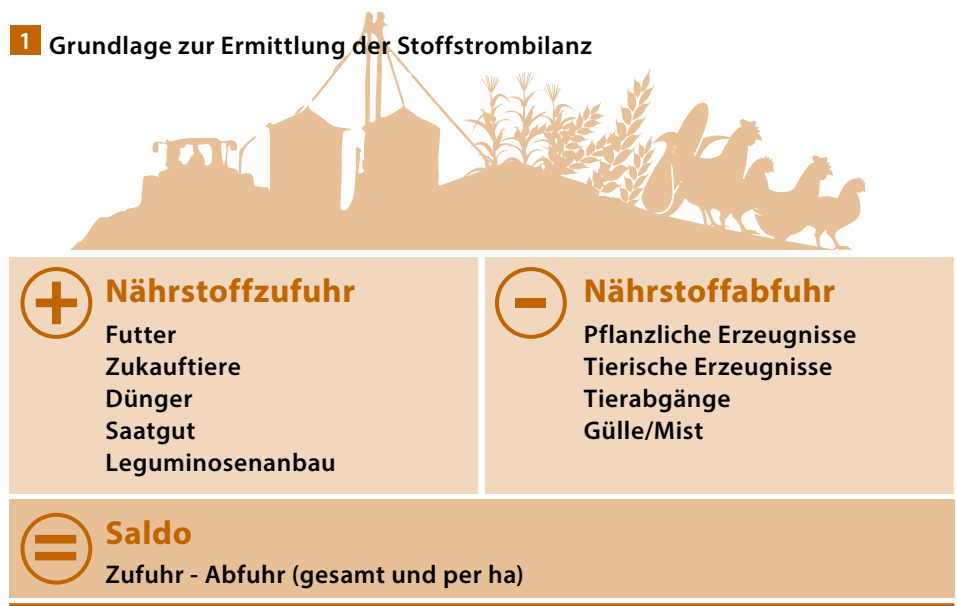 1 Grundlage zur Ermittlung der Stoffstrombilanz
Nährstoffzufuhr
Futter
Zukauftiere
Dünger
Saatgut
Leguminosenanbau
Nährstoffabfuhr
Pflanzliche Erzeugnisse
Tierische Erzeugnisse
Tierabgänge
Gülle/Mist
Saldo
Zufuhr - Abfuhr (gesamt und per ha)